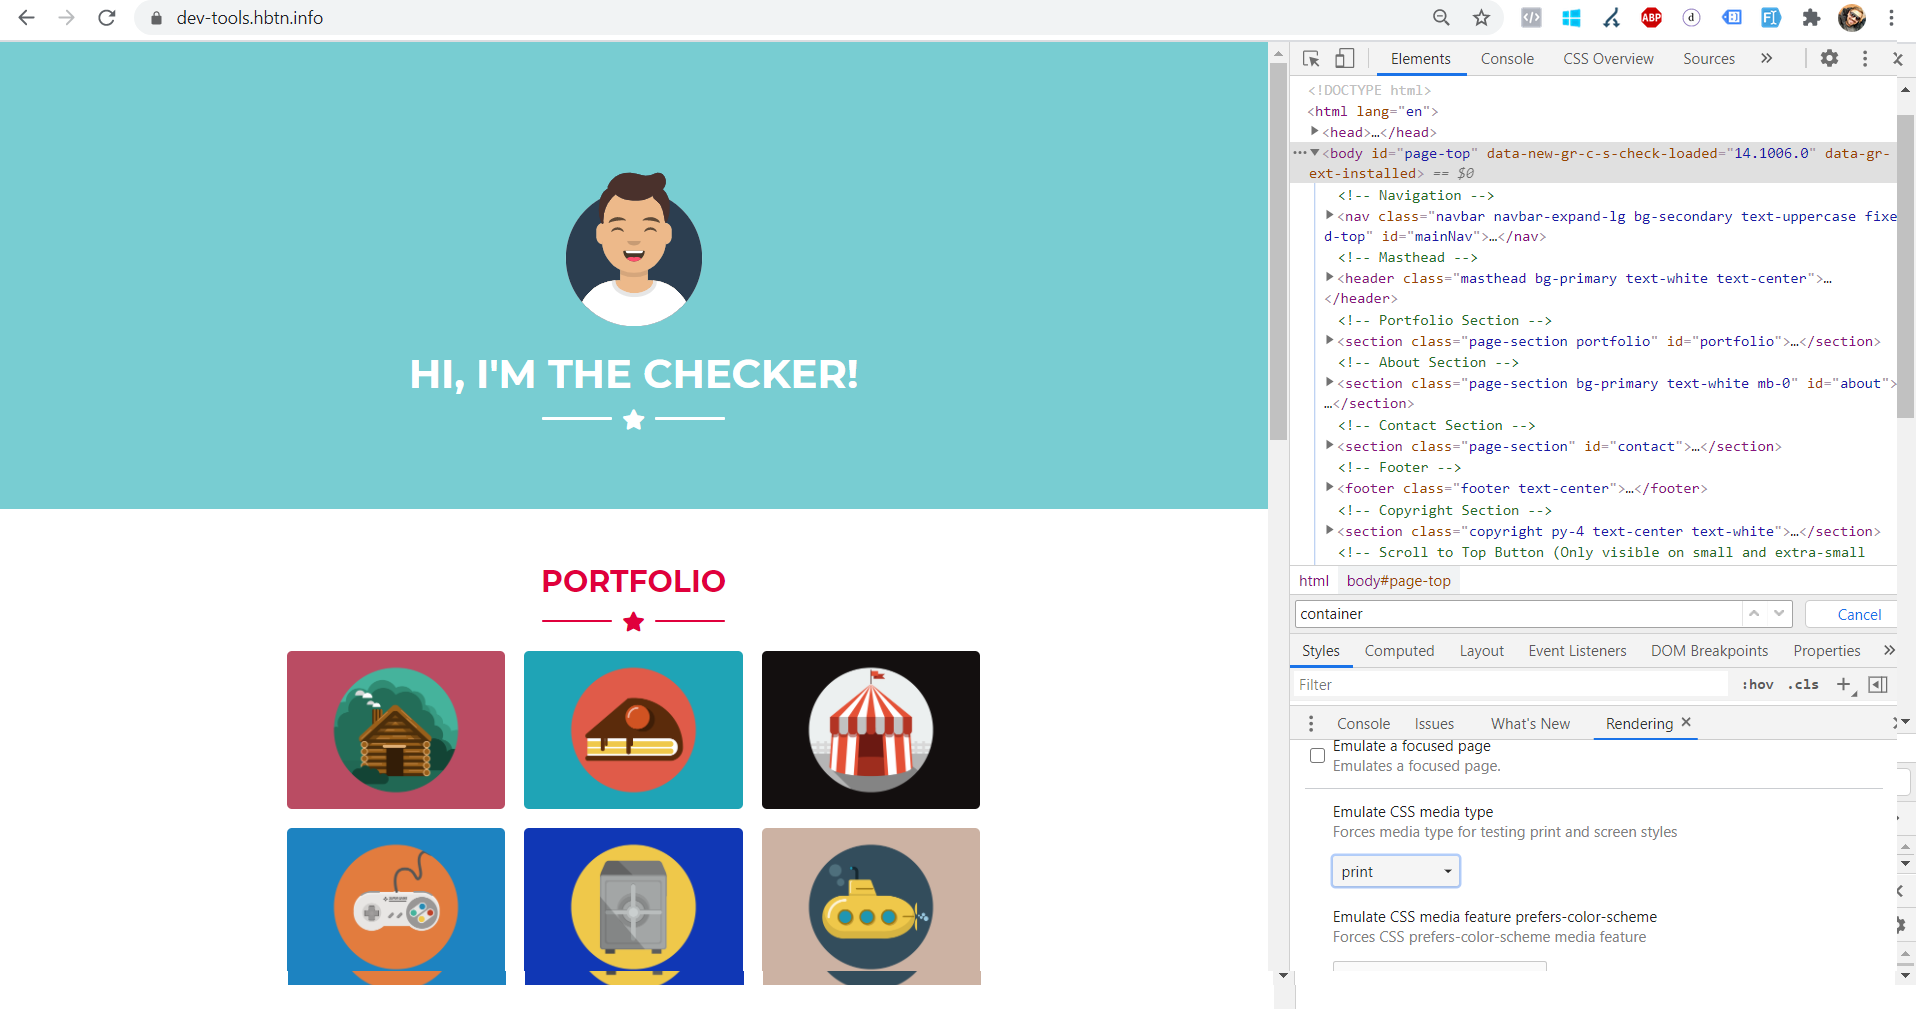 dev-tools.hbtn.info
ABP
d
HI, I'M THE CHECKER!
PORTFOLIO
Elements Console CSS Overview Sources »
<!DOCTYPE html>
<html lang="en">
<head>…</head>
<body id="page-top" data-new-gr-c-s-check-loaded="14.1006.0" data-gr-
ext-installed> == $0
<!-- Navigation -->
<nav class="navbar navbar-expand-lg bg-secondary text-uppercase fixe
d-top" id="mainNav">…</nav>
<!-- Masthead -->
<header class="masthead bg-primary text-white text-center">…
</header>
<!-- Portfolio Section -->
<section class="page-section portfolio" id="portfolio">…</section>
<!-- About Section -->
<section class="page-section bg-primary text-white mb-0" id="about">
…</section>
<!-- Contact Section -->
<section class="page-section" id="contact">…</section>
<!-- Footer -->
<footer class="footer text-center">…</footer>
<!-- Copyright Section -->
<section class="copyright py-4 text-center text-white">…</section>
<!-- Scroll to Top Button (Only visible on small and extra-small
html body#page-top
container Cancel
Styles Computed Layout Event Listeners DOM Breakpoints Properties »
Filter :hov .cls +
Console Issues What's New Rendering ×
Emulate a focused page
Emulates a focused page.
Emulate CSS media type
Forces media type for testing print and screen styles
print
Emulate CSS media feature prefers-color-scheme
Forces CSS prefers-color-scheme media feature